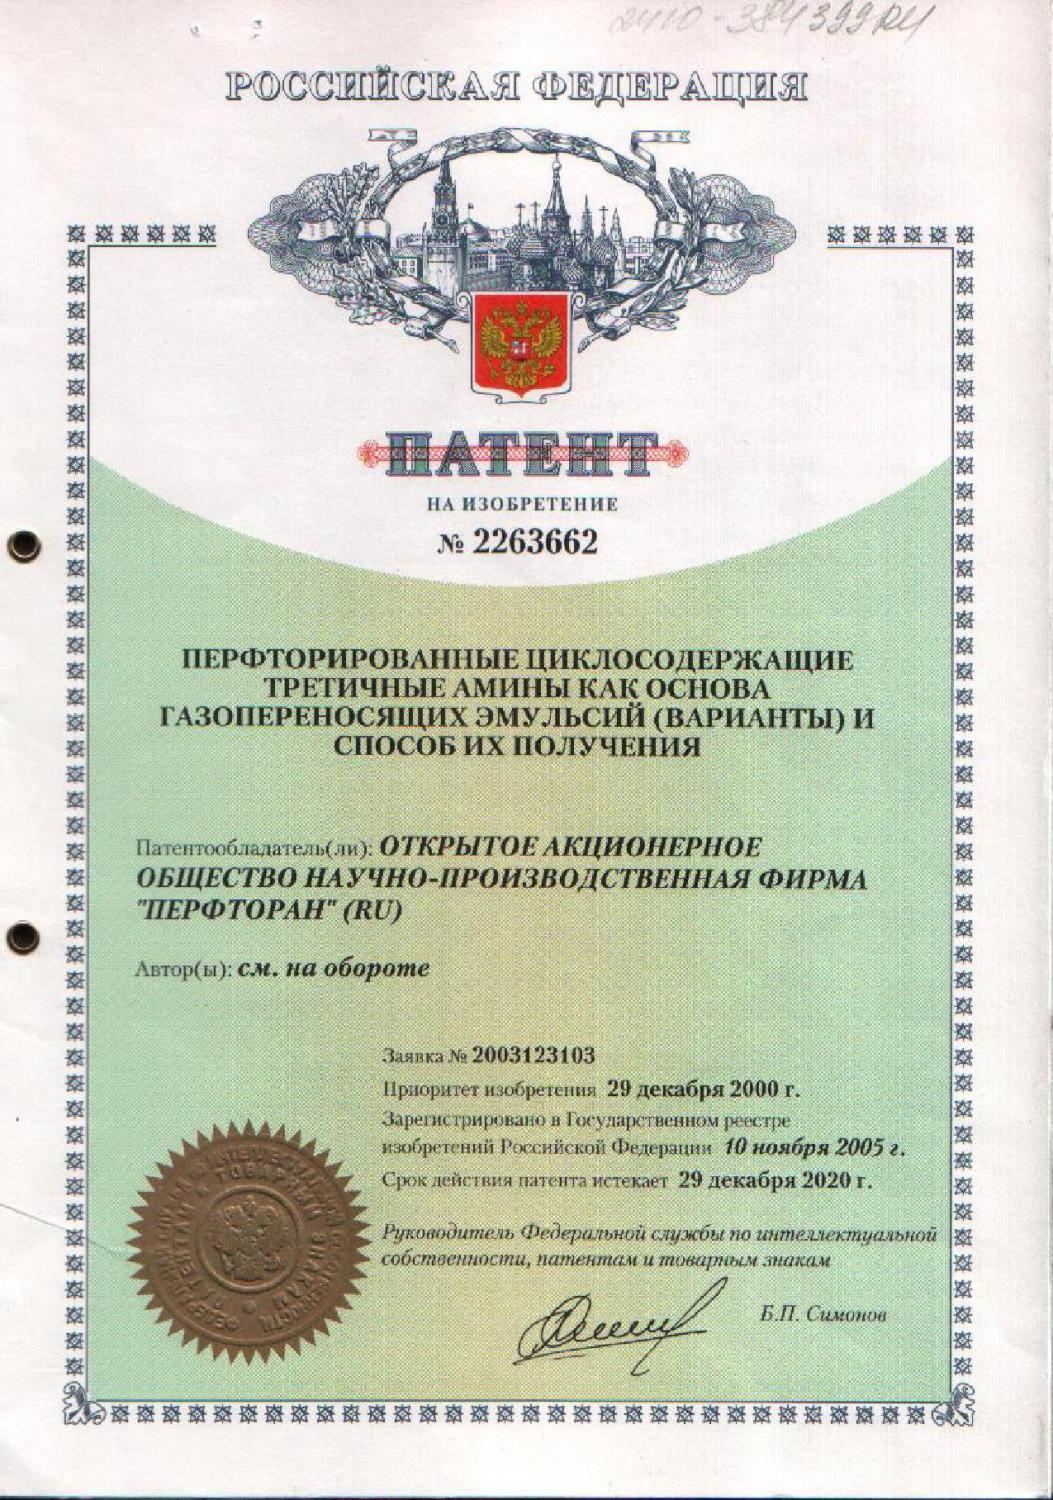 РОССИЙСКАЯ ФЕДЕРАЦИЯ
ПАТЕНТ
НА ИЗОБРЕТЕНИЕ
№ 2263662
ПЕРФТОРИРОВАННЫЕ ЦИКЛОСОДЕРЖАЩИЕ
ТРЕТИЧНЫЕ АМИНЫ КАК ОСНОВА
ГАЗОПЕРЕНОСЯЩИХ ЭМУЛЬСИЙ (ВАРИАНТЫ) И
СПОСОБ ИХ ПОЛУЧЕНИЯ
Патентообладатель(ли): ОТКРЫТОЕ АКЦИОНЕРНОЕ
ОБЩЕСТВО НАУЧНО-ПРОИЗВОДСТВЕННАЯ ФИРМА
"ПЕРФТОРАН" (RU)
Автор(ы): см. на обороте
Заявка № 2003123103
Приоритет изобретения 29 декабря 2000 г.
Зарегистрировано в Государственном реестре
изобретений Российской Федерации 10 ноября 2005 г.
Срок действия патента истекает 29 декабря 2020 г.
Руководитель Федеральной службы по интеллектуальной
собственности, патентам и товарным знакам
Б.П. Симонов